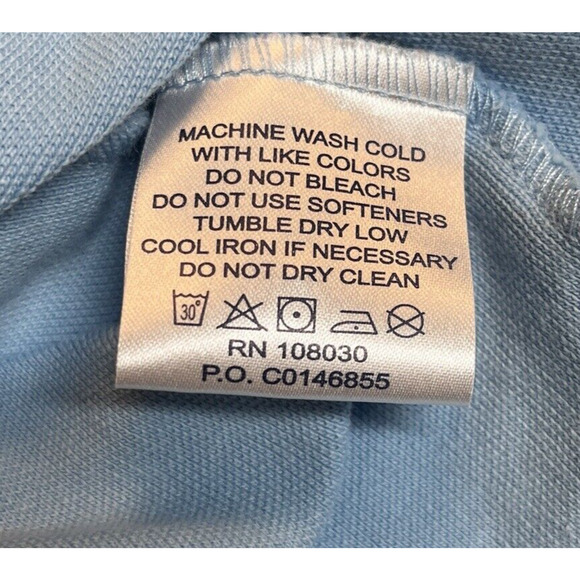 MACHINE WASH COLD
WITH LIKE COLORS
DO NOT BLEACH
DO NOT USE SOFTENERS
TUMBLE DRY LOW
COOL IRON IF NECESSARY
DO NOT DRY CLEAN
30°
RN 108030
P.O. C0146855